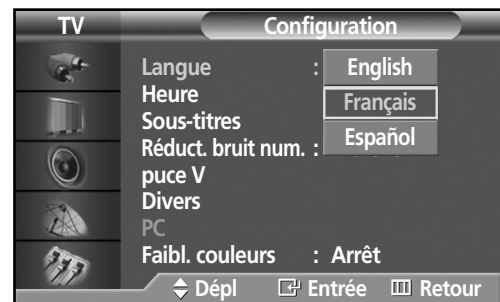 TV Configuration
Langue : English
Heure Français
Sous-titres
Español
Réduct. bruit num. :
puce V
Divers
PC
Faibl. couleurs : Arrêt
Dépl Entrée Retour